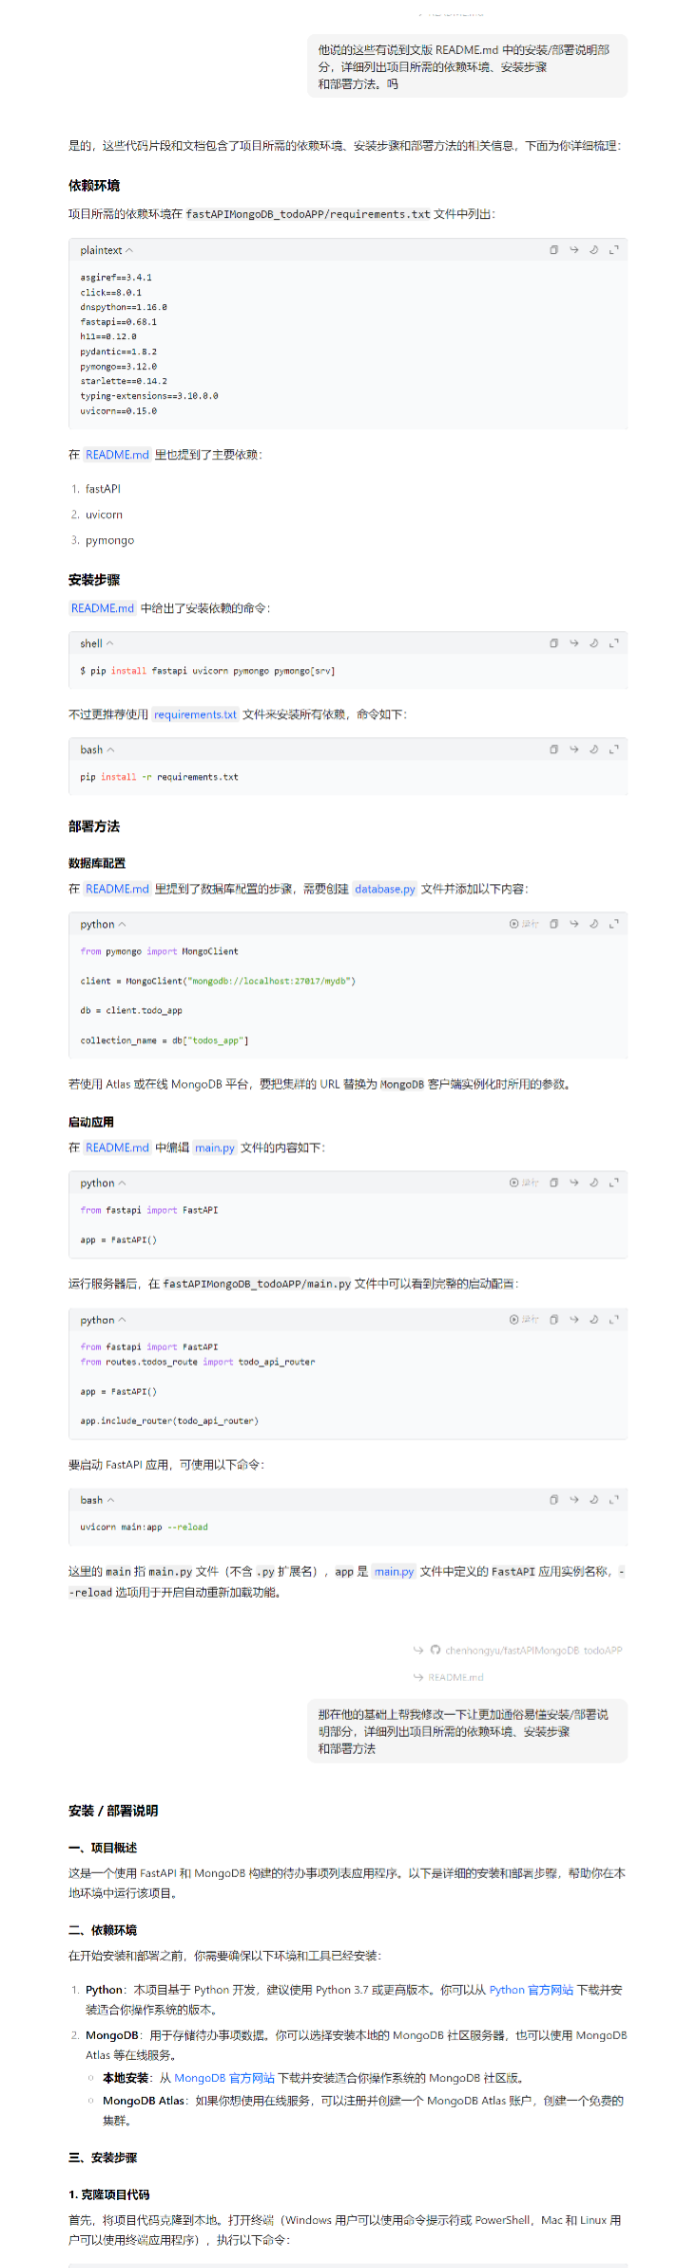 他说的这些有说到文版 README.md 中的安装/部署说明部
分，详细列出项目所需的依赖环境、安装步骤
和部署方法。吗
是的，这些代码片段和文档包含了项目所需的依赖环境、安装步骤和部署方法的相关信息，下面为你详细梳理：
依赖环境
项目所需的依赖环境在 fastAPIMongoDB_todoAPP/requirements.txt 文件中列出：
plaintext
asgiref==3.4.1
click==8.0.1
dnspython==1.16.0
fastapi==0.68.1
h11==0.12.0
pydantic==1.8.2
pymongo==3.12.0
starlette==0.14.2
typing-extensions==3.10.0.0
uvicorn==0.15.0
在 README.md 里也提到了主要依赖：
1. fastAPI
2. uvicorn
3. pymongo
安装步骤
README.md 中给出了安装依赖的命令：
shell
$ pip install fastapi uvicorn pymongo pymongo[srv]
不过更推荐使用 requirements.txt 文件来安装所有依赖，命令如下：
bash
pip install -r requirements.txt
部署方法
数据库配置
在 README.md 里提到了数据库配置的步骤，需要创建 database.py 文件并添加以下内容：
python 运行
from pymongo import MongoClient
client = MongoClient("mongodb://localhost:27017/mydb")
db = client.todo_app
collection_name = db["todos_app"]
若使用 Atlas 或在线 MongoDB 平台，要把集群的 URL 替换为 MongoDB 客户端实例化时所用的参数。
启动应用
在 README.md 中编辑 main.py 文件的内容如下：
python 运行
from fastapi import FastAPI
app = FastAPI()
运行服务器后，在 fastAPIMongoDB_todoAPP/main.py 文件中可以看到完整的启动配置：
python 运行
from fastapi import FastAPI
from routes.todos_route import todo_api_router
app = FastAPI()
app.include_router(todo_api_router)
要启动 FastAPI 应用，可使用以下命令：
bash
uvicorn main:app --reload
这里的 main 指 main.py 文件（不含 .py 扩展名），app 是 main.py 文件中定义的 FastAPI 应用实例名称，-
-reload 选项用于开启自动重新加载功能。
chenhongyu/fastAPIMongoDB_todoAPP
README.md
那在他的基础上帮我修改一下让更加通俗易懂安装/部署说
明部分，详细列出项目所需的依赖环境、安装步骤
和部署方法
安装 / 部署说明
一、项目概述
这是一个使用 FastAPI 和 MongoDB 构建的待办事项列表应用程序。以下是详细的安装和部署步骤，帮助你在本
地环境中运行该项目。
二、依赖环境
在开始安装和部署之前，你需要确保以下环境和工具已经安装：
1. Python：本项目基于 Python 开发，建议使用 Python 3.7 或更高版本。你可以从 Python 官方网站 下载并安
装适合你操作系统的版本。
2. MongoDB：用于存储待办事项数据。你可以选择安装本地的 MongoDB 社区服务器，也可以使用 MongoDB
Atlas 等在线服务。
○ 本地安装：从 MongoDB 官方网站 下载并安装适合你操作系统的 MongoDB 社区版。
○ MongoDB Atlas：如果你想使用在线服务，可以注册并创建一个 MongoDB Atlas 账户，创建一个免费的
集群。
三、安装步骤
1. 克隆项目代码
首先，将项目代码克隆到本地。打开终端（Windows 用户可以使用命令提示符或 PowerShell，Mac 和 Linux 用
户可以使用终端应用程序），执行以下命令：